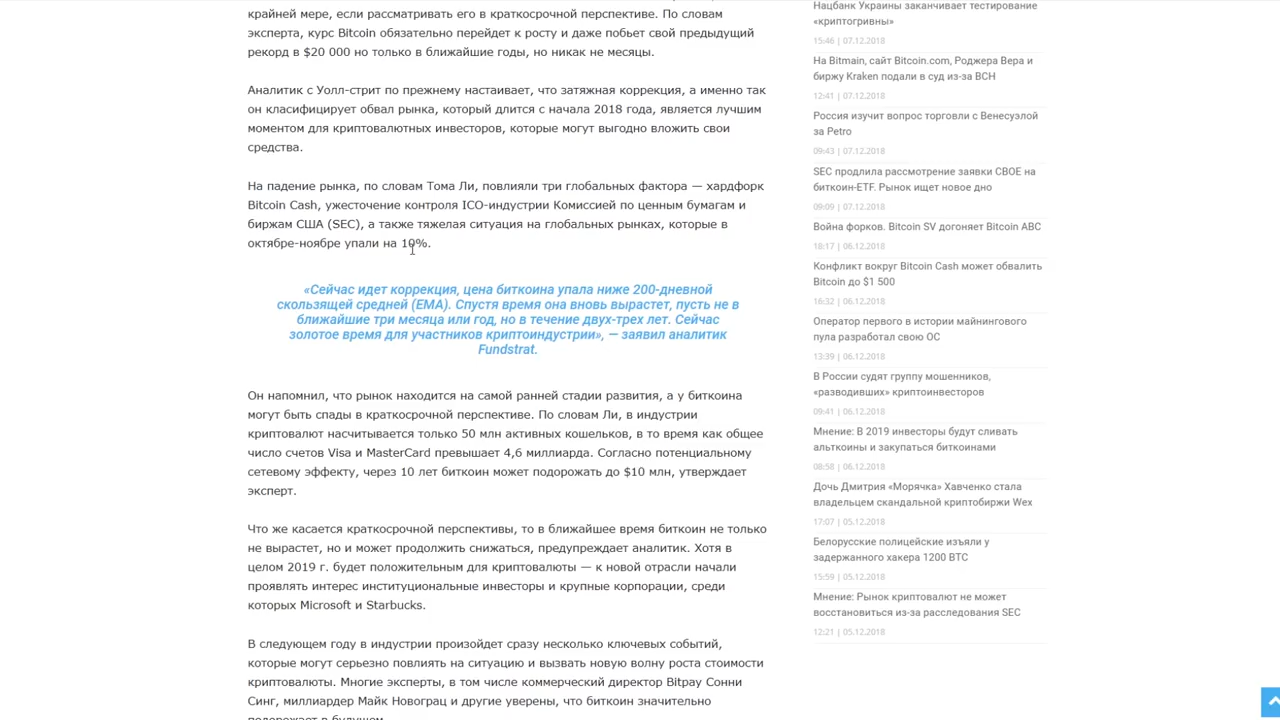 крайней мере, если рассматривать его в краткосрочной перспективе. По словам
эксперта, курс Bitcoin обязательно перейдет к росту и даже побьет свой предыдущий
рекорд в $20 000 но только в ближайшие годы, но никак не месяцы.
Аналитик с Уолл-стрит по прежнему настаивает, что затяжная коррекция, а именно так
он класифицирует обвал рынка, который длится с начала 2018 года, является лучшим
моментом для криптовалютных инвесторов, которые могут выгодно вложить свои
средства.
На падение рынка, по словам Тома Ли, повлияли три глобальных фактора — хардфорк
Bitcoin Cash, ужесточение контроля ICO-индустрии Комиссией по ценным бумагам и
биржам США (SEC), а также тяжелая ситуация на глобальных рынках, которые в
октябре-ноябре упали на 10%.
«Сейчас идет коррекция, цена биткоина упала ниже 200-дневной
скользящей средней (EMA). Спустя время она вновь вырастет, пусть не в
ближайшие три месяца или год, но в течение двух-трех лет. Сейчас
золотое время для участников криптоиндустрии», — заявил аналитик
Fundstrat.
Он напомнил, что рынок находится на самой ранней стадии развития, а у биткоина
могут быть спады в краткосрочной перспективе. По словам Ли, в индустрии
криптовалют насчитывается только 50 млн активных кошельков, в то время как общее
число счетов Visa и MasterCard превышает 4,6 миллиарда. Согласно потенциальному
сетевому эффекту, через 10 лет биткоин может подорожать до $10 млн, утверждает
эксперт.
Что же касается краткосрочной перспективы, то в ближайшее время биткоин не только
не вырастет, но и может продолжить снижаться, предупреждает аналитик. Хотя в
целом 2019 г. будет положительным для криптовалюты — к новой отрасли начали
проявлять интерес институциональные инвесторы и крупные корпорации, среди
которых Microsoft и Starbucks.
В следующем году в индустрии произойдет сразу несколько ключевых событий,
которые могут серьезно повлиять на ситуацию и вызвать новую волну роста стоимости
криптовалюты. Многие эксперты, в том числе коммерческий директор Bitpay Сонни
Синг, миллиардер Майк Новограц и другие уверены, что биткоин значительно
подорожает в будущем.
Нацбанк Украины заканчивает тестирование
«криптогривны»
15:46 | 07.12.2018
На Bitmain, сайт Bitcoin.com, Роджера Вера и
биржу Kraken подали в суд из-за BCH
12:41 | 07.12.2018
Россия изучит вопрос торговли с Венесуэлой
за Petro
09:43 | 07.12.2018
SEC продлила рассмотрение заявки CBOE на
биткоин-ETF. Рынок ищет новое дно
09:09 | 07.12.2018
Война форков. Bitcoin SV догоняет Bitcoin ABC
18:17 | 06.12.2018
Конфликт вокруг Bitcoin Cash может обвалить
Bitcoin до $1 500
16:32 | 06.12.2018
Оператор первого в истории майнингового
пула разработал свою ОС
13:39 | 06.12.2018
В России судят группу мошенников,
«разводивших» криптоинвесторов
09:41 | 06.12.2018
Мнение: В 2019 инвесторы будут сливать
альткоины и закупаться биткоинами
08:58 | 06.12.2018
Дочь Дмитрия «Морячка» Хавченко стала
владельцем скандальной криптобиржи Wex
17:07 | 05.12.2018
Белорусские полицейские изъяли у
задержанного хакера 1200 BTC
15:59 | 05.12.2018
Мнение: Рынок криптовалют не может
восстановиться из-за расследования SEC
12:21 | 05.12.2018